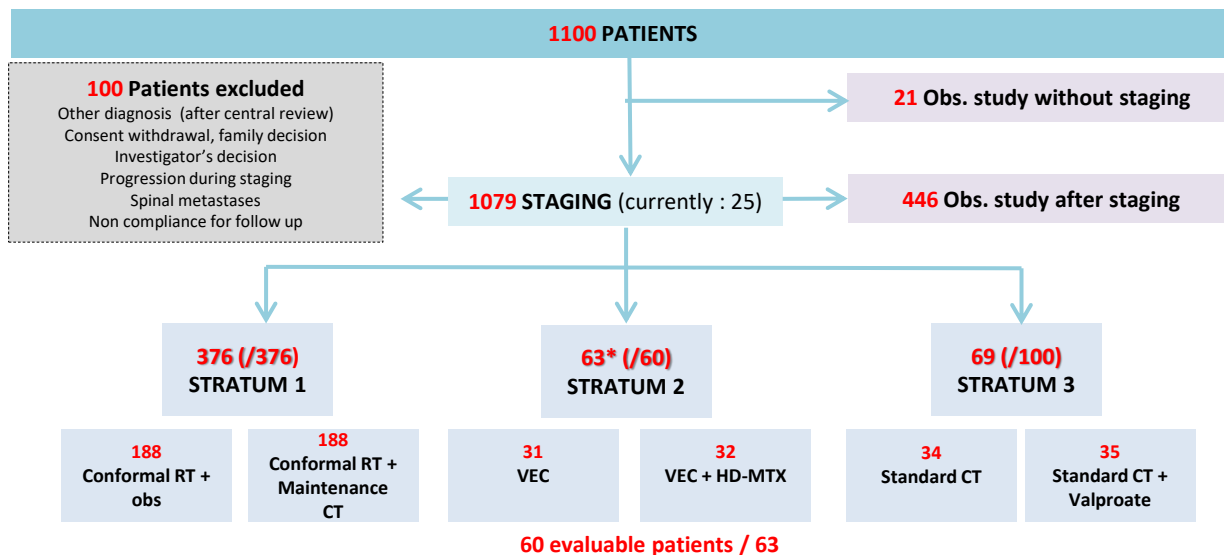 1100 PATIENTS
100 Patients excluded
Other diagnosis (after central review)
Consent withdrawal, family decision
Investigator's decision
Progression during staging
Spinal metastases
Non compliance for follow up
21 Obs. study without staging
1079 STAGING (currently : 25)
446 Obs. study after staging
376 (/376)
STRATUM 1
63* (/60)
STRATUM 2
69 (/100)
STRATUM 3
188
Conformal RT +
obs
188
Conformal RT +
Maintenance
CT
31
VEC
32
VEC + HD-MTX
34
Standard CT
35
Standard CT +
Valproate
60 evaluable patients / 63